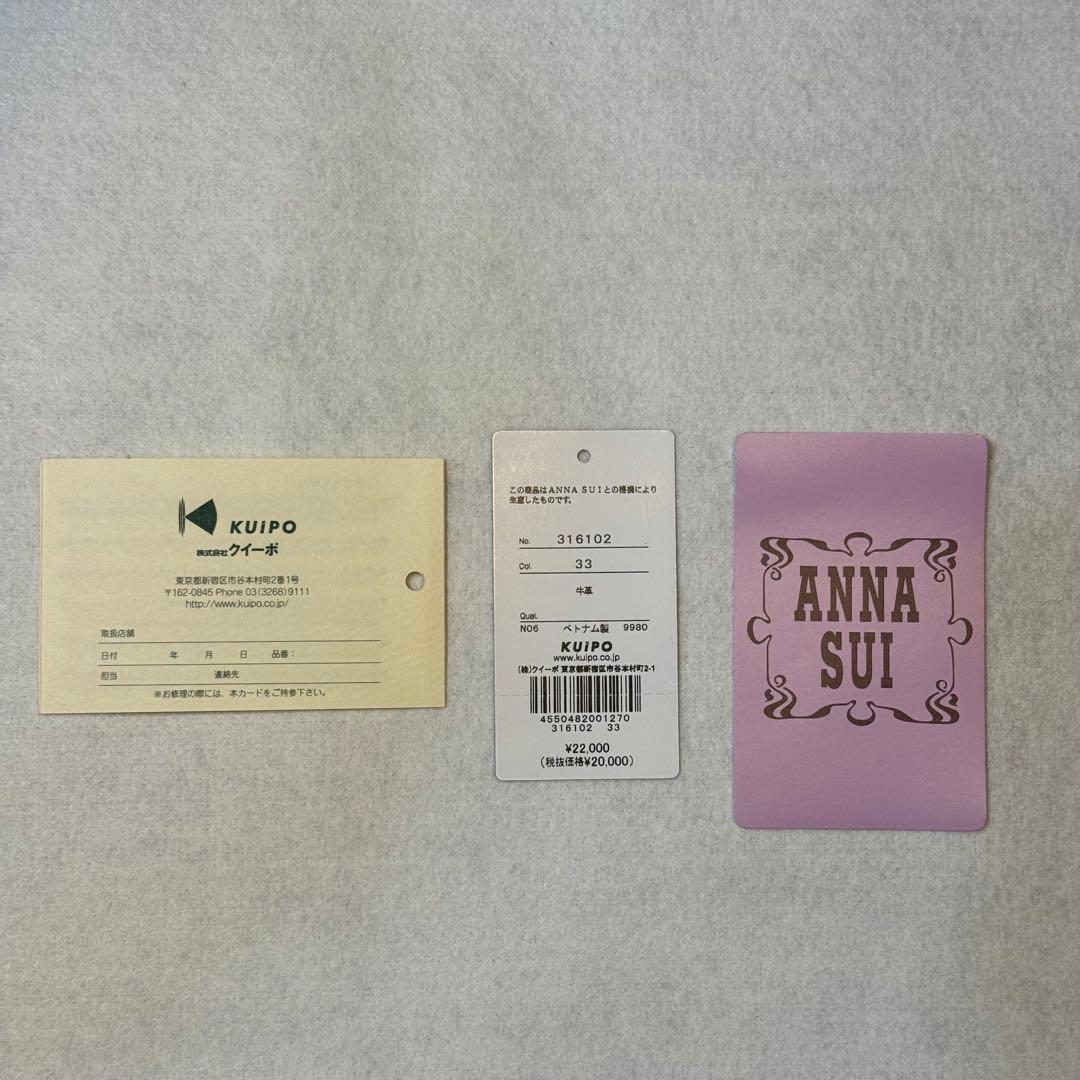 KUiPO
株式会社クイーポ
東京都新宿区市谷本村町2番1号
〒162-0845 Phone 03(3268)9111
http://www.kuipo.co.jp/
取扱店舗
日付 年 月 日 品番：
担当 連絡先
※お修理の際には、本カードをご持参下さい。
この商品はANNA SUIとの提携により
生産したものです。
No. 316102
Col. 33
牛革
Qual.
N06 ベトナム製 9980
KUiPO
www.kuipo.co.jp
(株)クイーポ 東京都新宿区市谷本村町2-1
4550482001270
316102 33
¥22,000
(税抜価格¥20,000)
ANNA
SUI